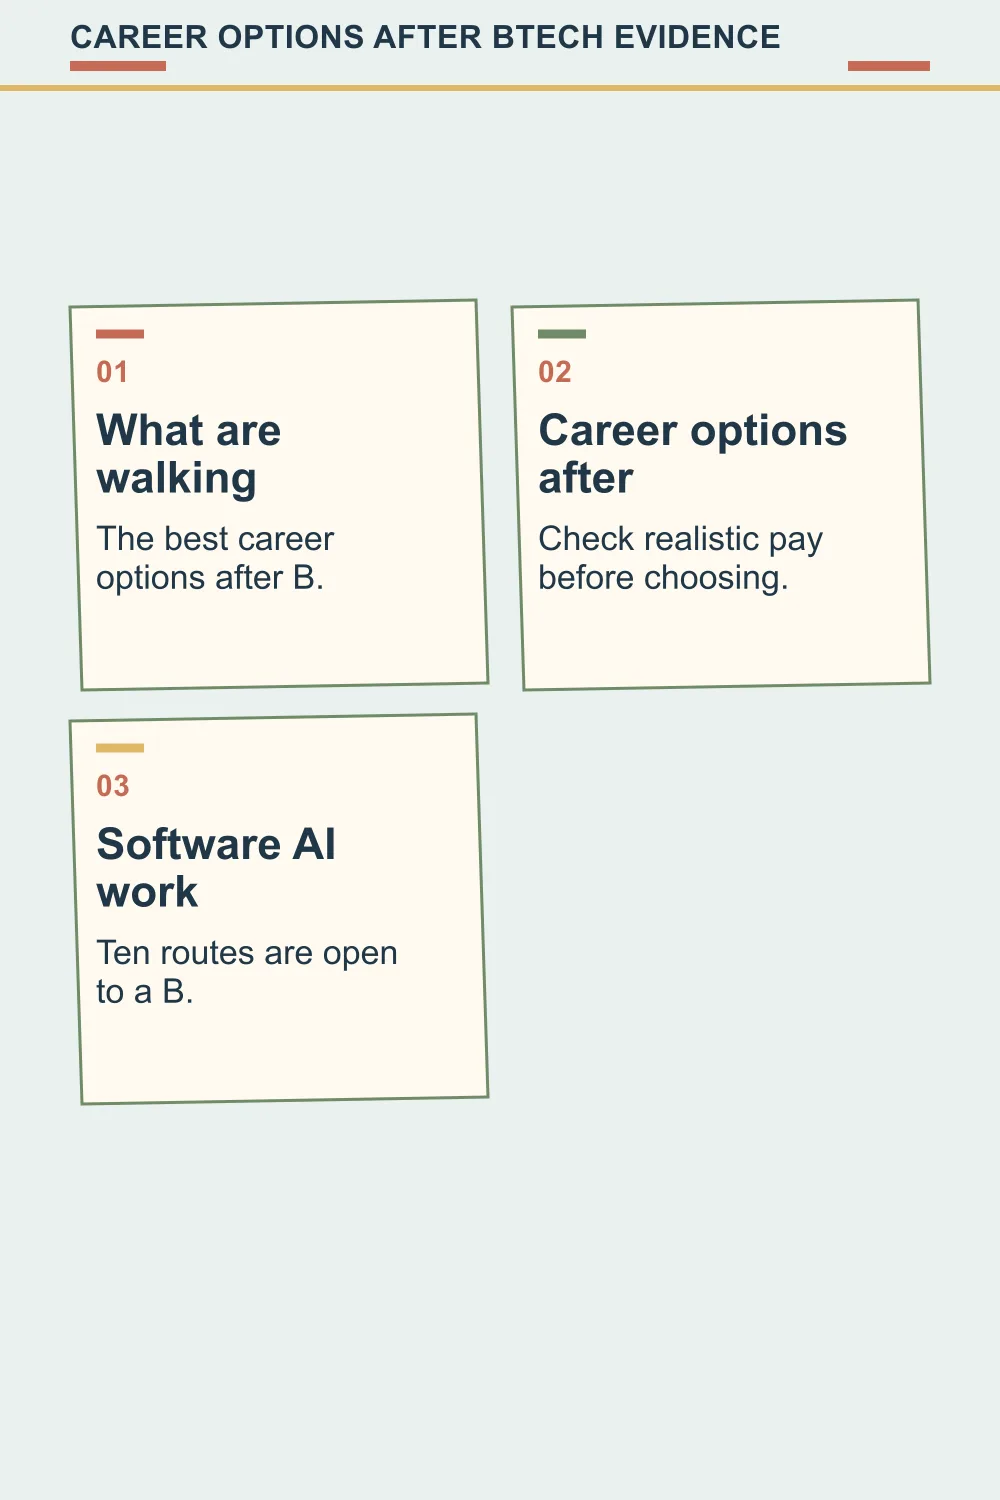 CAREER OPTIONS AFTER BTECH EVIDENCE
01
What are
walking
The best career
options after B.
02
Career options
after
Check realistic pay
before choosing.
03
Software AI
work
Ten routes are open
to a B.